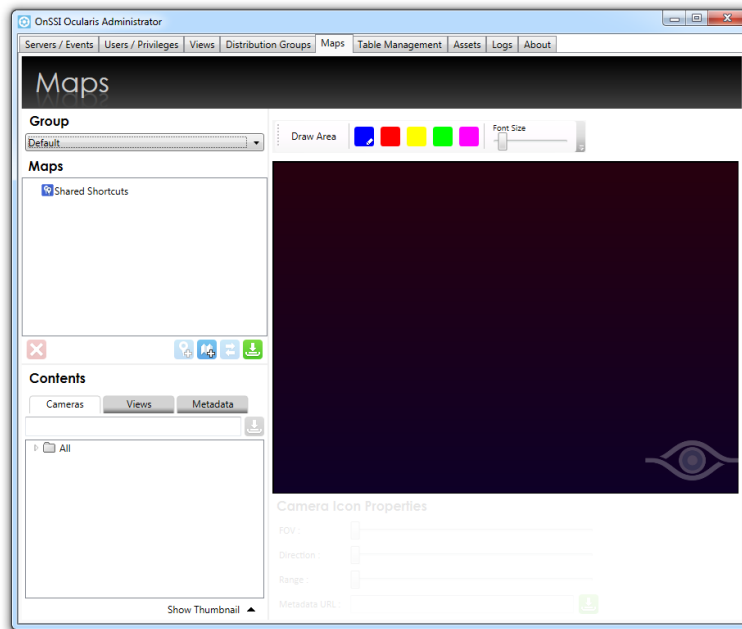 OnSSI Ocularis Administrator
Servers / Events Users / Privileges Views Distribution Groups Maps Table Management Assets Logs About
Maps
Group
Default
Maps
Shared Shortcuts
Draw Area
Font Size
Contents
Cameras Views Metadata
All
Show Thumbnail
Camera Icon Properties
FOV :
Direction :
Range :
Metadata URL :